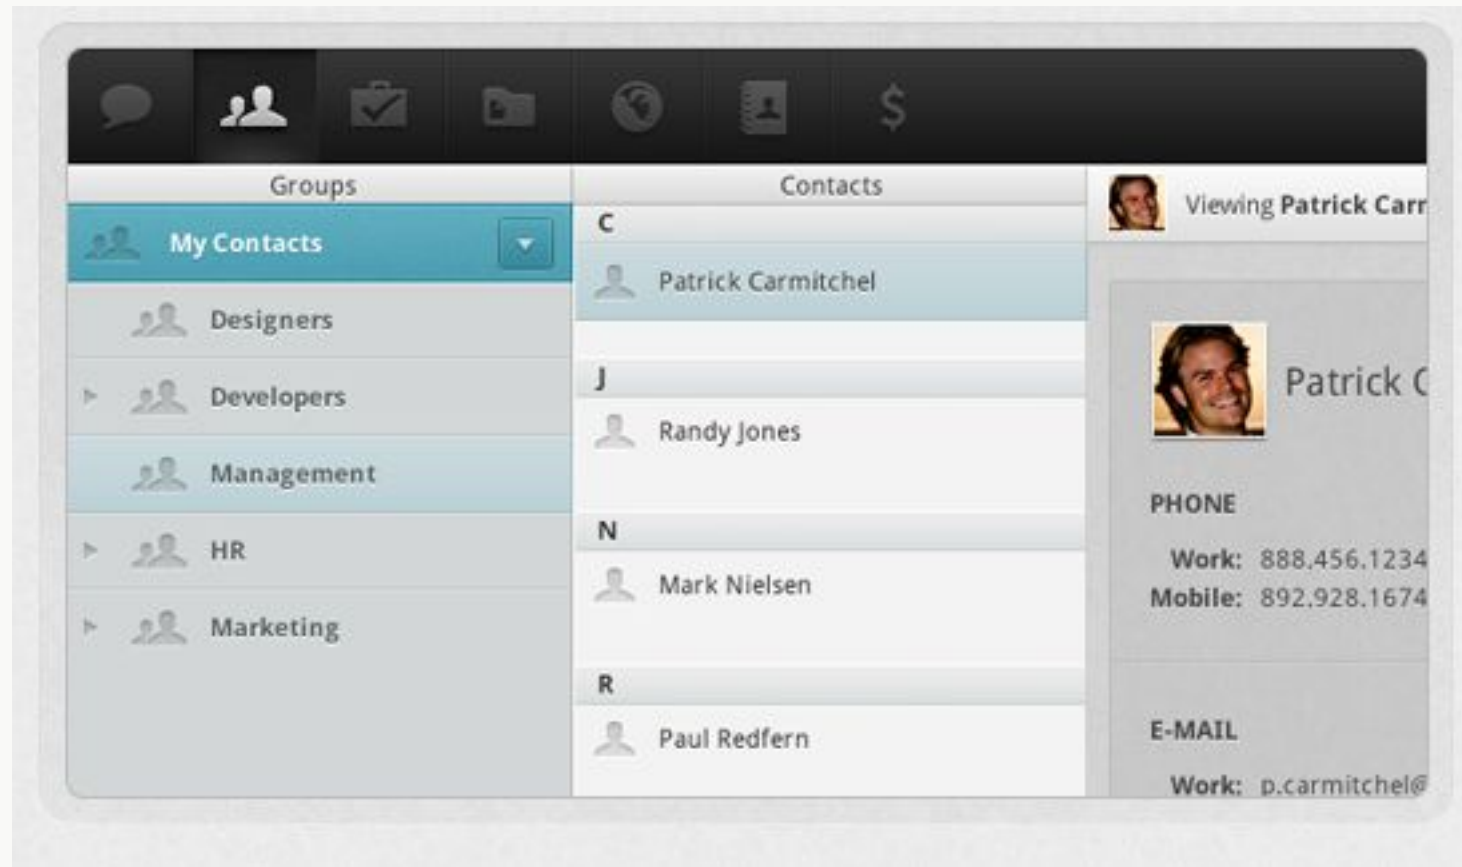 Groups
My Contacts
Designers
Developers
Management
HR
Marketing
Contacts
C
Patrick Carmitchel
J
Randy Jones
N
Mark Nielsen
R
Paul Redfern
Viewing Patrick Carr
Patrick C
PHONE
Work: 888.456.1234
Mobile: 892.928.1674
E-MAIL
Work: p.carmitchel@